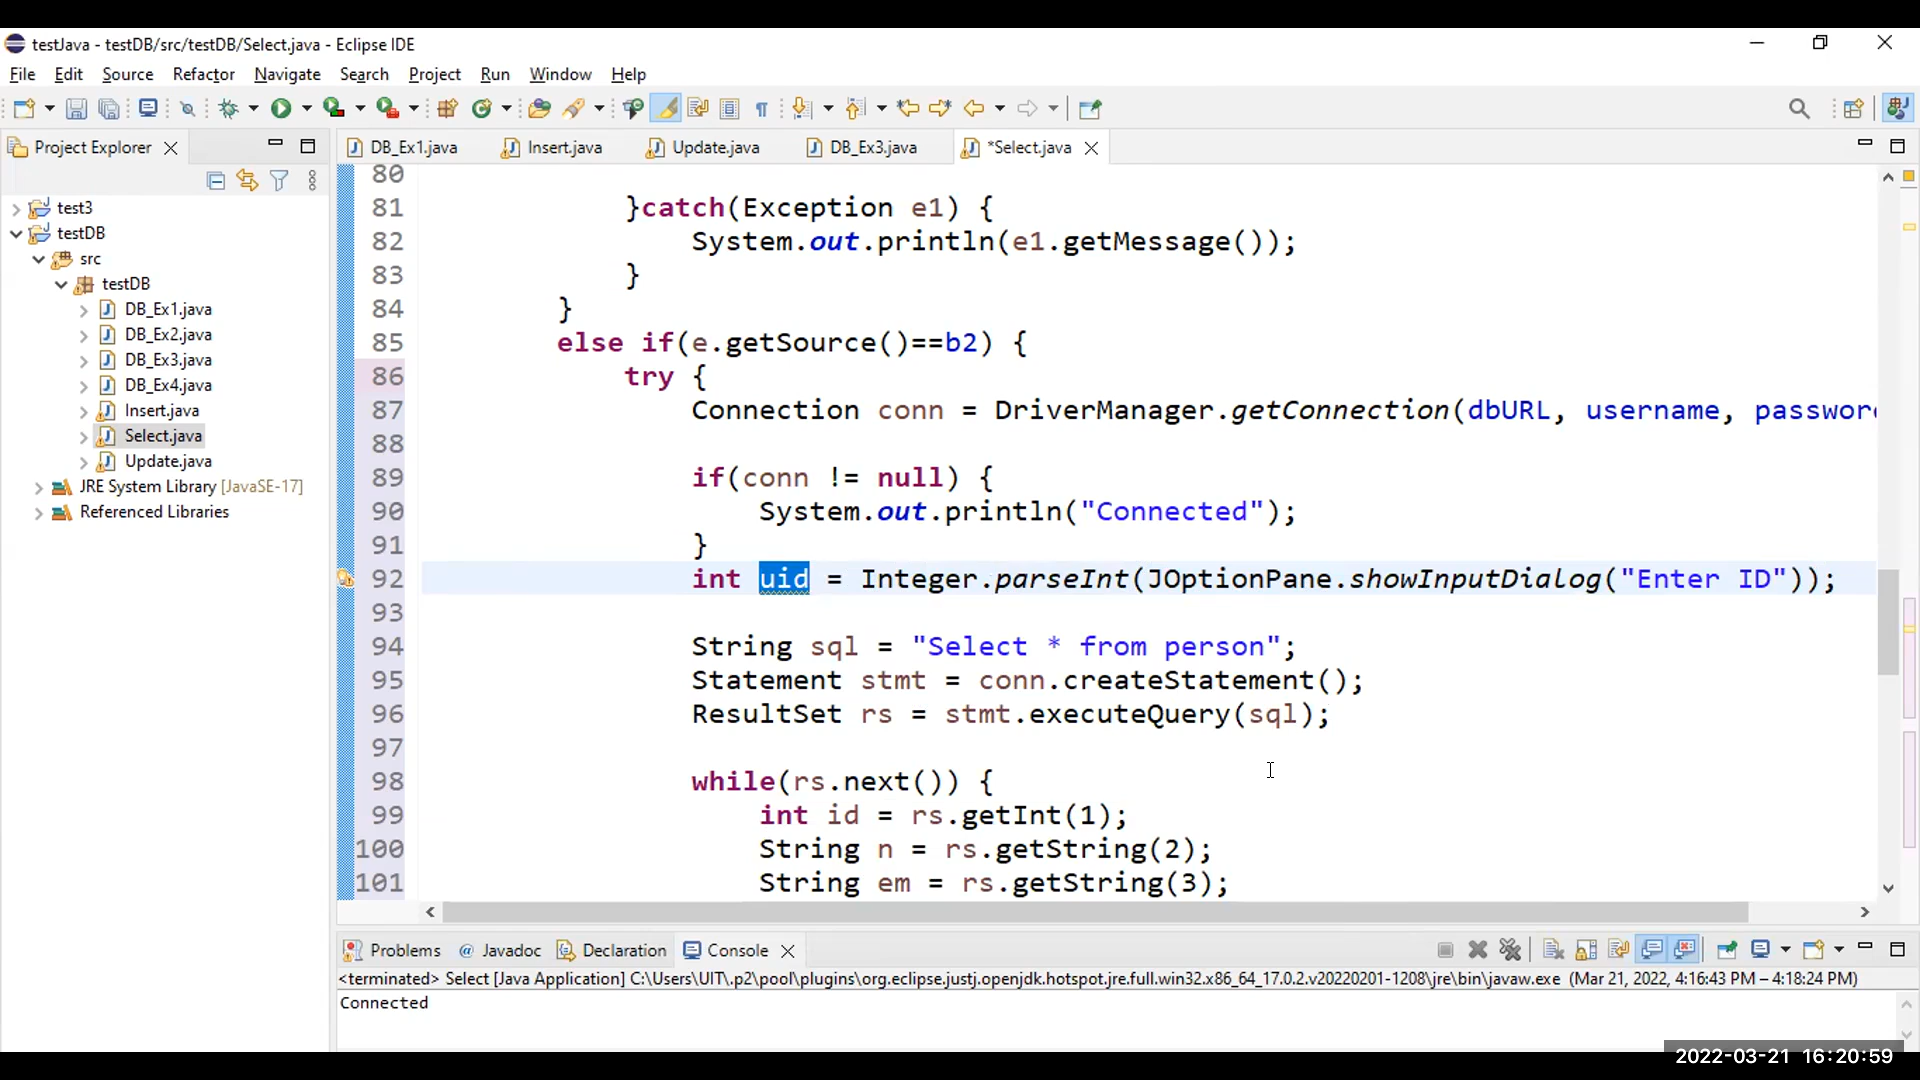 testJava - testDB/src/testDB/Select.java - Eclipse IDE
File Edit Source Refactor Navigate Search Project Run Window Help
Project Explorer
DB_Ex1.java Insert.java Update.java DB_Ex3.java *Select.java
test3
testDB
src
testDB
DB_Ex1.java
DB_Ex2.java
DB_Ex3.java
DB_Ex4.java
Insert.java
Select.java
Update.java
JRE System Library [JavaSE-17]
Referenced Libraries
80
81 }catch(Exception e1) {
82 System.out.println(e1.getMessage());
83 }
84 }
85 else if(e.getSource()==b2) {
86 try {
87 Connection conn = DriverManager.getConnection(dbURL, username, password
88
89 if(conn != null) {
90 System.out.println("Connected");
91 }
92 int uid = Integer.parseInt(JOptionPane.showInputDialog("Enter ID"));
93
94 String sql = "Select * from person";
95 Statement stmt = conn.createStatement();
96 ResultSet rs = stmt.executeQuery(sql);
97
98 while(rs.next()) {
99 int id = rs.getInt(1);
100 String n = rs.getString(2);
101 String em = rs.getString(3);
Problems @ Javadoc Declaration Console
<terminated> Select [Java Application] C:\Users\UIT\.p2\pool\plugins\org.eclipse.justj.openjdk.hotspot.jre.full.win32.x86_64_17.0.2.v20220201-1208\jre\bin\javaw.exe (Mar 21, 2022, 4:16:43 PM – 4:18:24 PM)
Connected
2022-03-21 16:20:59